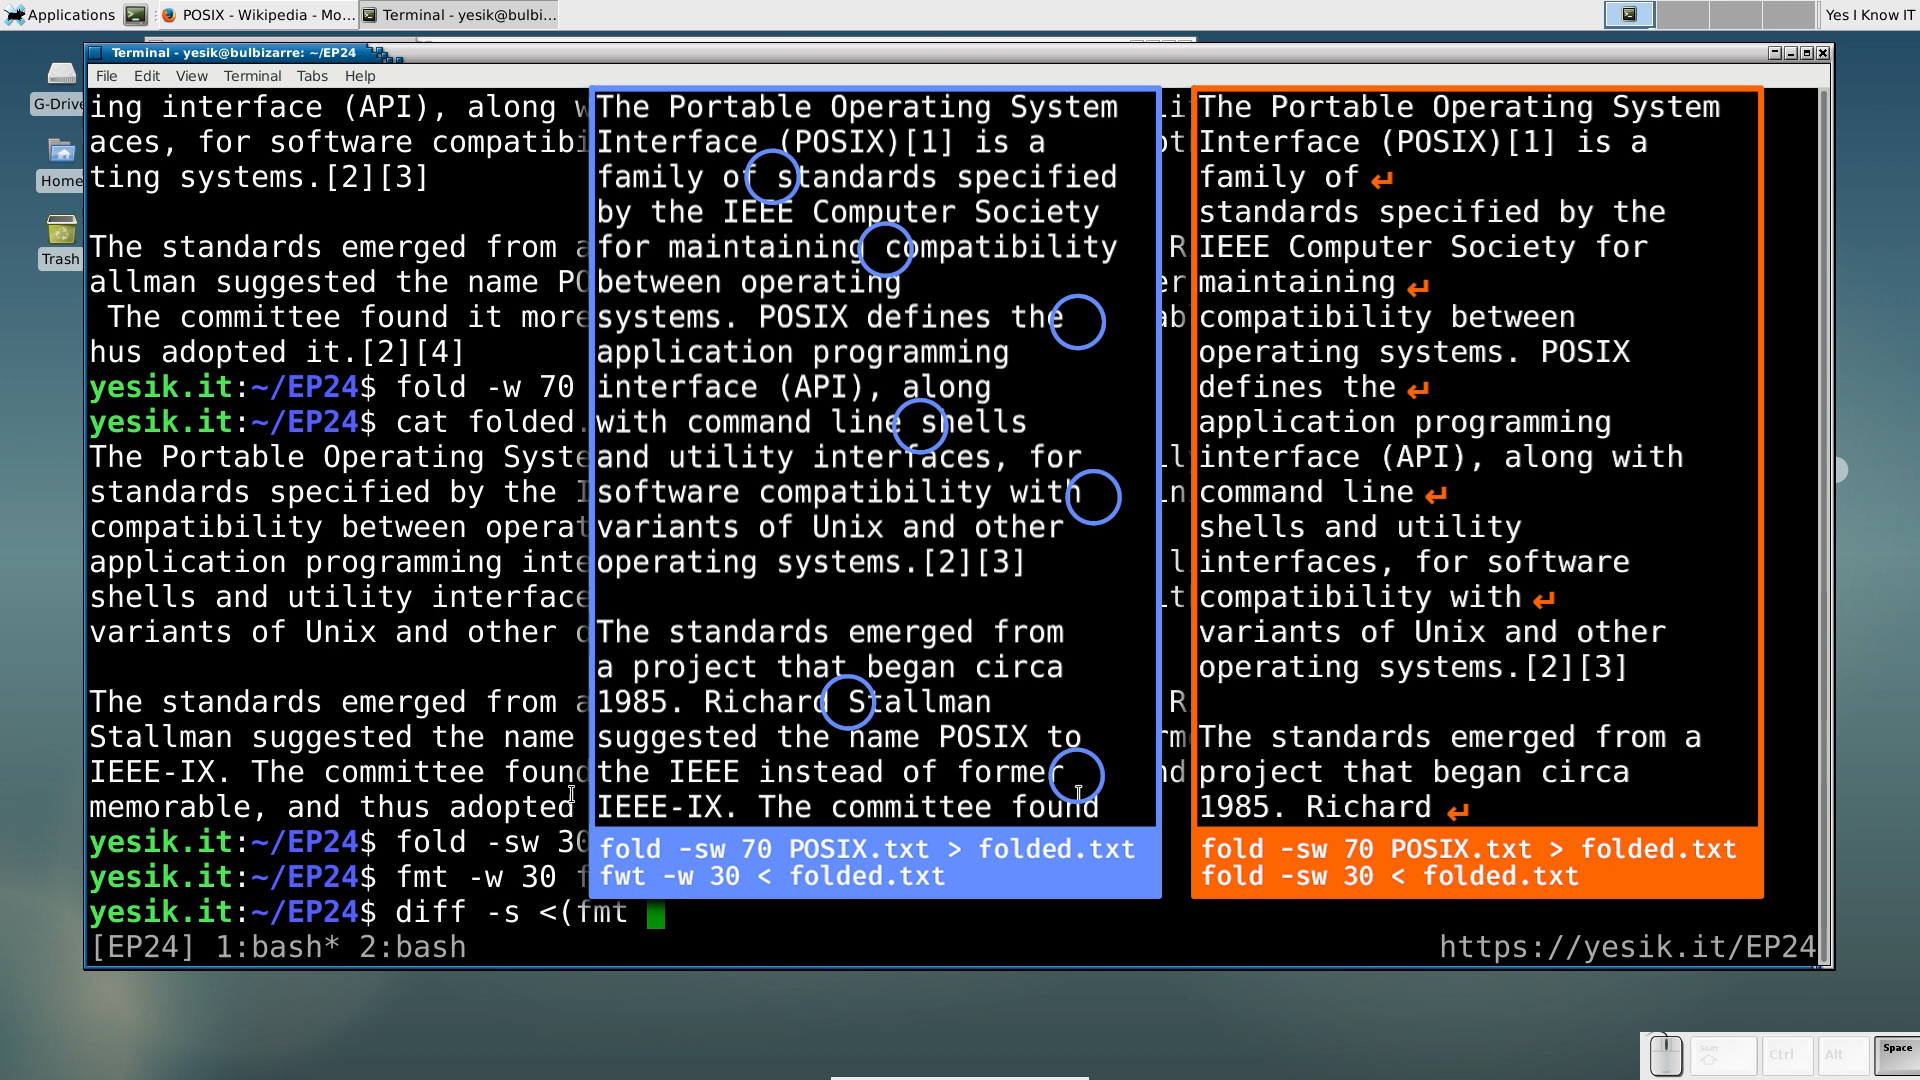 Applications
POSIX - Wikipedia - Mo...
Terminal - yesik@bulbi...
Yes I Know IT
Terminal - yesik@bulbizarre: ~/EP24
File Edit View Terminal Tabs Help
G-Drive
Home
Trash
ing interface (API), along
aces, for software compatibi
ting systems.[2][3]
The standards emerged from a
allman suggested the name PO
The committee found it more
hus adopted it.[2][4]
yesik.it:~/EP24$ fold -w 70
yesik.it:~/EP24$ cat folded.
The Portable Operating Syste
standards specified by the I
compatibility between operat
application programming inte
shells and utility interface
variants of Unix and other o
The standards emerged from a
Stallman suggested the name
IEEE-IX. The committee found
memorable, and thus adopted
yesik.it:~/EP24$ fold -sw 30
yesik.it:~/EP24$ fmt -w 30 f
yesik.it:~/EP24$ diff -s <(fmt
[EP24] 1:bash* 2:bash
https://yesik.it/EP24
The Portable Operating System
Interface (POSIX)[1] is a
family of standards specified
by the IEEE Computer Society
for maintaining compatibility
between operating
systems. POSIX defines the
application programming
interface (API), along
with command line shells
and utility interfaces, for
software compatibility with
variants of Unix and other
operating systems.[2][3]
The standards emerged from
a project that began circa
1985. Richard Stallman
suggested the name POSIX to
the IEEE instead of former
IEEE-IX. The committee found
fold -sw 70 POSIX.txt > folded.txt
fwt -w 30 < folded.txt
The Portable Operating System
Interface (POSIX)[1] is a
family of ↵
standards specified by the
IEEE Computer Society for
maintaining ↵
compatibility between
operating systems. POSIX
defines the ↵
application programming
interface (API), along with
command line ↵
shells and utility
interfaces, for software
compatibility with ↵
variants of Unix and other
operating systems.[2][3]
The standards emerged from a
project that began circa
1985. Richard ↵
fold -sw 70 POSIX.txt > folded.txt
fold -sw 30 < folded.txt
Shift
Ctrl
Alt
Space